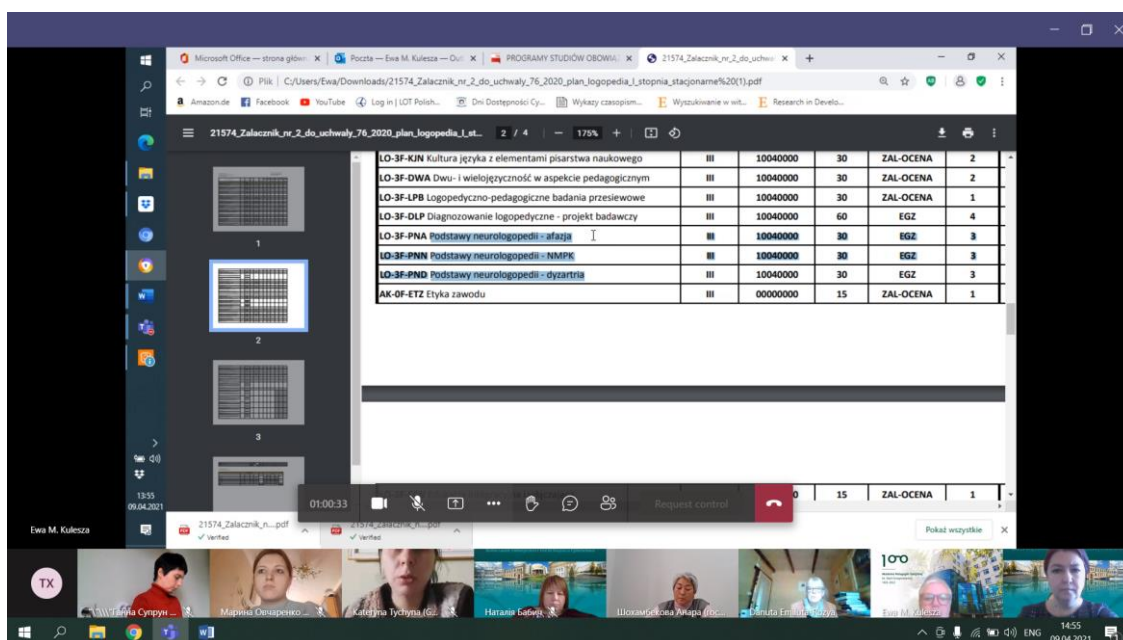 Microsoft Office — strona główn
Poczta — Ewa M. Kulesza — Out
PROGRAMY STUDIÓW OBOWIĄ
21574_Zalacznik_nr_2_do_uchwa
Plik | C:/Users/Ewa/Downloads/21574_Zalacznik_nr_2_do_uchwaly_76_2020_plan_logopedia_I_stopnia_stacjonarne%20(1).pdf
Amazon.de Facebook YouTube Log in | LOT Polish... Dni Dostępności Cy... Wykazy czasopism... Wyszukiwanie w wit... Research in Develo...
21574_Zalacznik_nr_2_do_uchwaly_76_2020_plan_logopedia_I_st... 2 / 4 | — 175% +
LO-3F-KJN Kultura języka z elementami pisarstwa naukowego III 10040000 30 ZAL-OCENA 2
LO-3F-DWA Dwu- i wielojęzyczność w aspekcie pedagogicznym III 10040000 30 ZAL-OCENA 2
LO-3F-LPB Logopedyczno-pedagogiczne badania przesiewowe III 10040000 30 ZAL-OCENA 1
LO-3F-DLP Diagnozowanie logopedyczne - projekt badawczy III 10040000 60 EGZ 4
LO-3F-PNA Podstawy neurologopedii - afazja III 10040000 30 EGZ 3
LO-3F-PNN Podstawy neurologopedii - NMPK III 10040000 30 EGZ 3
LO-3F-PND Podstawy neurologopedii - dyzartria III 10040000 30 EGZ 3
AK-0F-ETZ Etyka zawodu III 00000000 15 ZAL-OCENA 1
1
2
3
15 ZAL-OCENA 1
01:00:33
Request control
13:55
09.04.2021
Ewa M. Kulesza
21574_Zalacznik_n....pdf
Verified
21574_Zalacznik_n....pdf
Verified
Pokaż wszystkie
TX
Ганна Супрун ...
Марина Овчаренко ...
Kateryna Tychyna (G...
Наталія Бабич
Шохамбекова Анара (гос...
Danuta Emiluta
100
Ewa M. Kulesza
ENG
14:55
09.04.2021